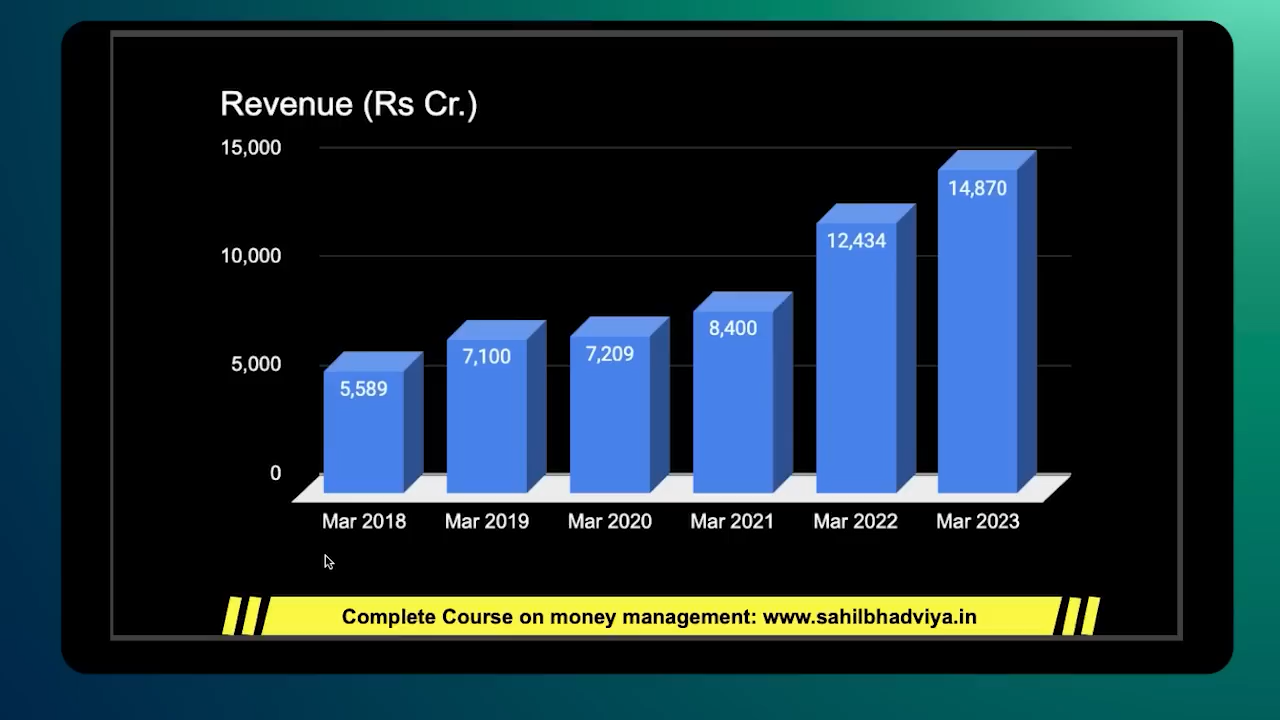 Revenue (Rs Cr.)
15,000
10,000
5,000
0
5,589
7,100
7,209
8,400
12,434
14,870
Mar 2018
Mar 2019
Mar 2020
Mar 2021
Mar 2022
Mar 2023
Complete Course on money management: www.sahilbhadviya.in